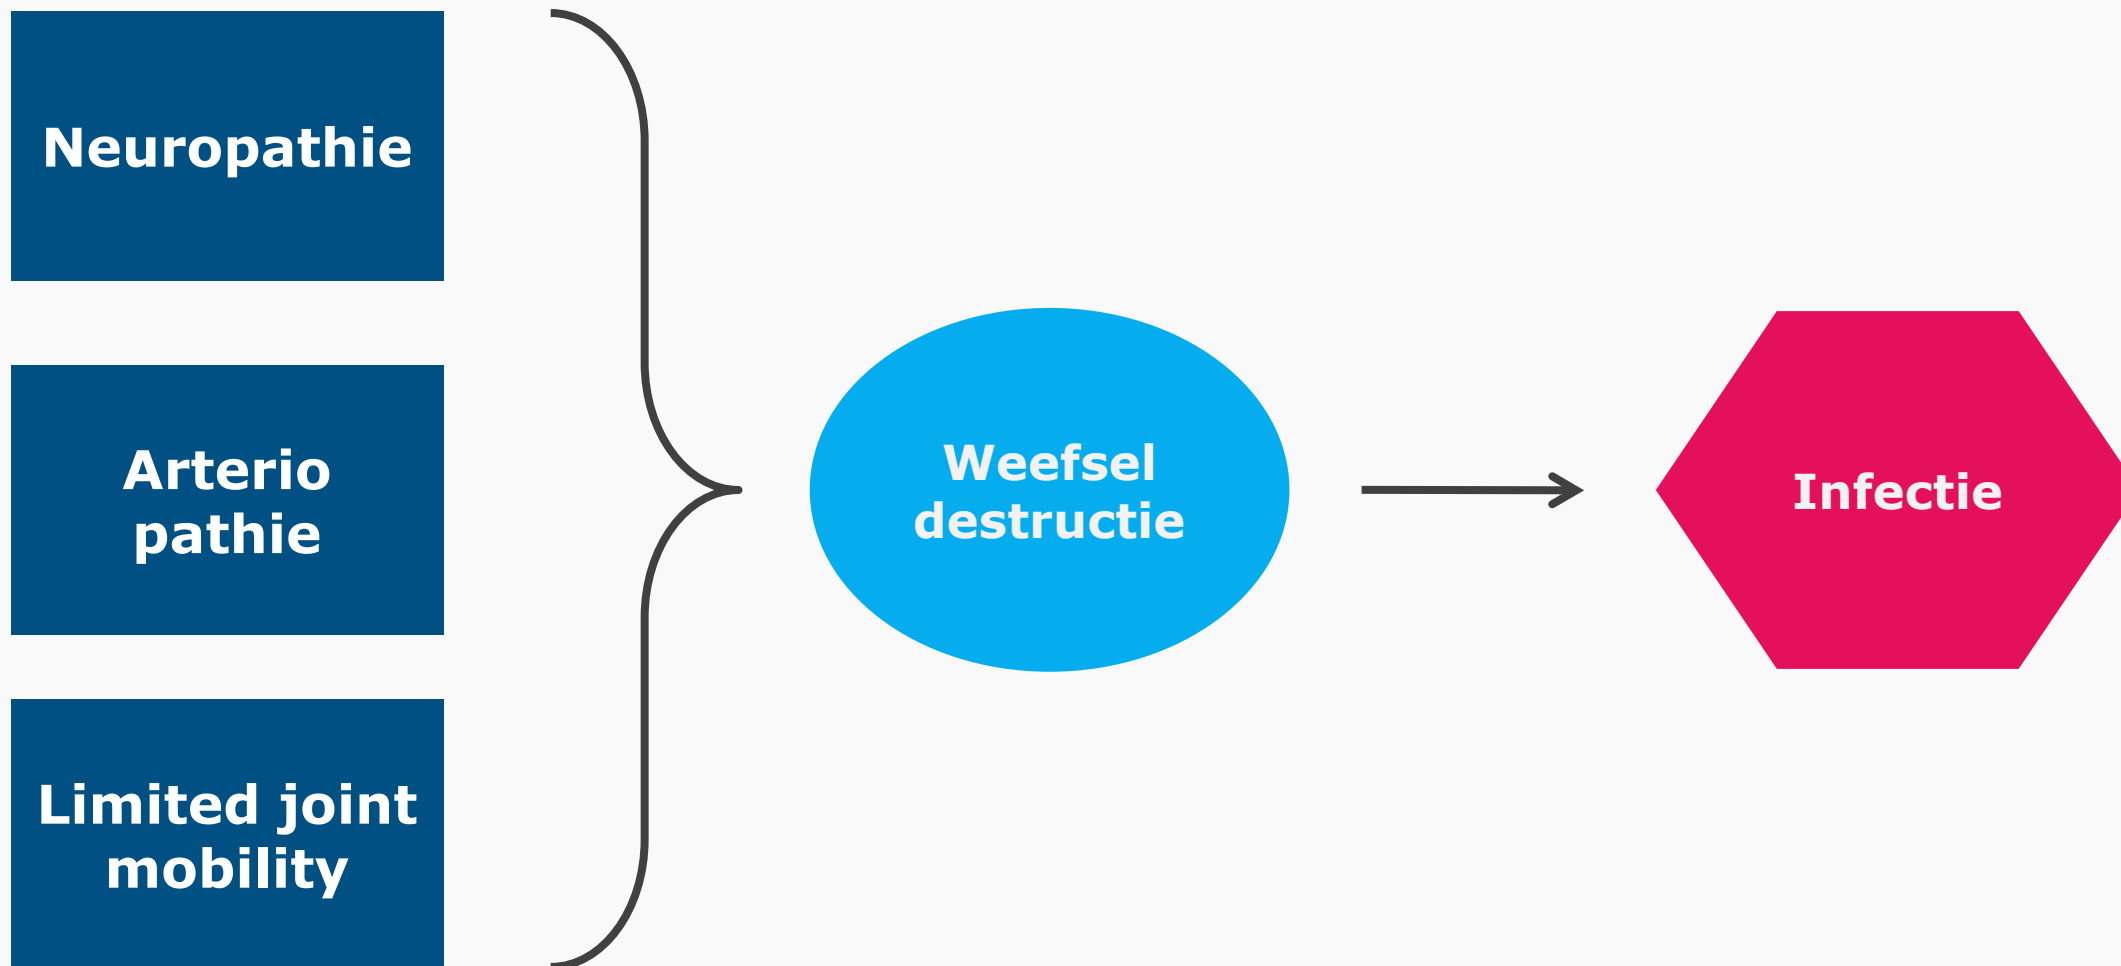 Neuropathie
Arterio
pathie
Limited joint
mobility
Weefsel
destructie
Infectie